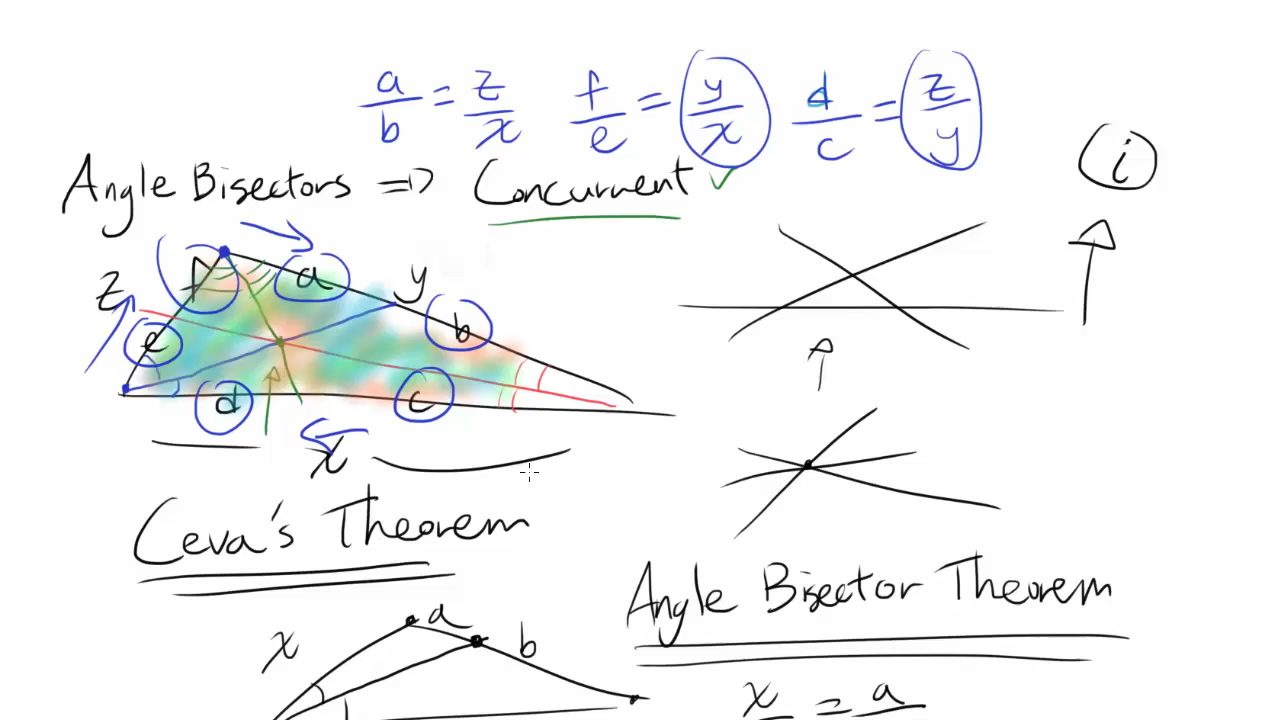 a/b = z/x f/e = y/x d/c = z/y
i
Angle Bisectors => Concurrent ✓
z f a y
e b
d c
x
Ceva's Theorem
Angle Bisector Theorem
x a b
x = a